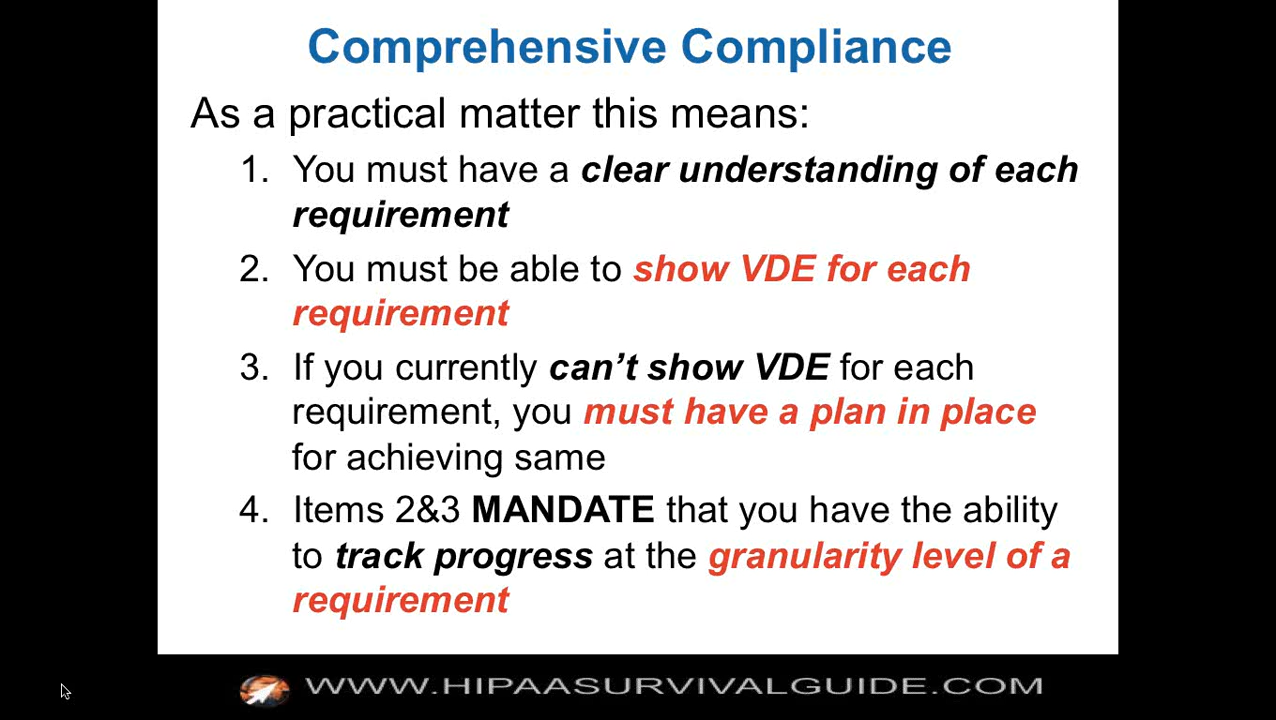 Comprehensive Compliance
As a practical matter this means:
1. You must have a clear understanding of each
requirement
2. You must be able to show VDE for each
requirement
3. If you currently can’t show VDE for each
requirement, you must have a plan in place
for achieving same
4. Items 2&3 MANDATE that you have the ability
to track progress at the granularity level of a
requirement
WWW.HIPAASURVIVALGUIDE.COM